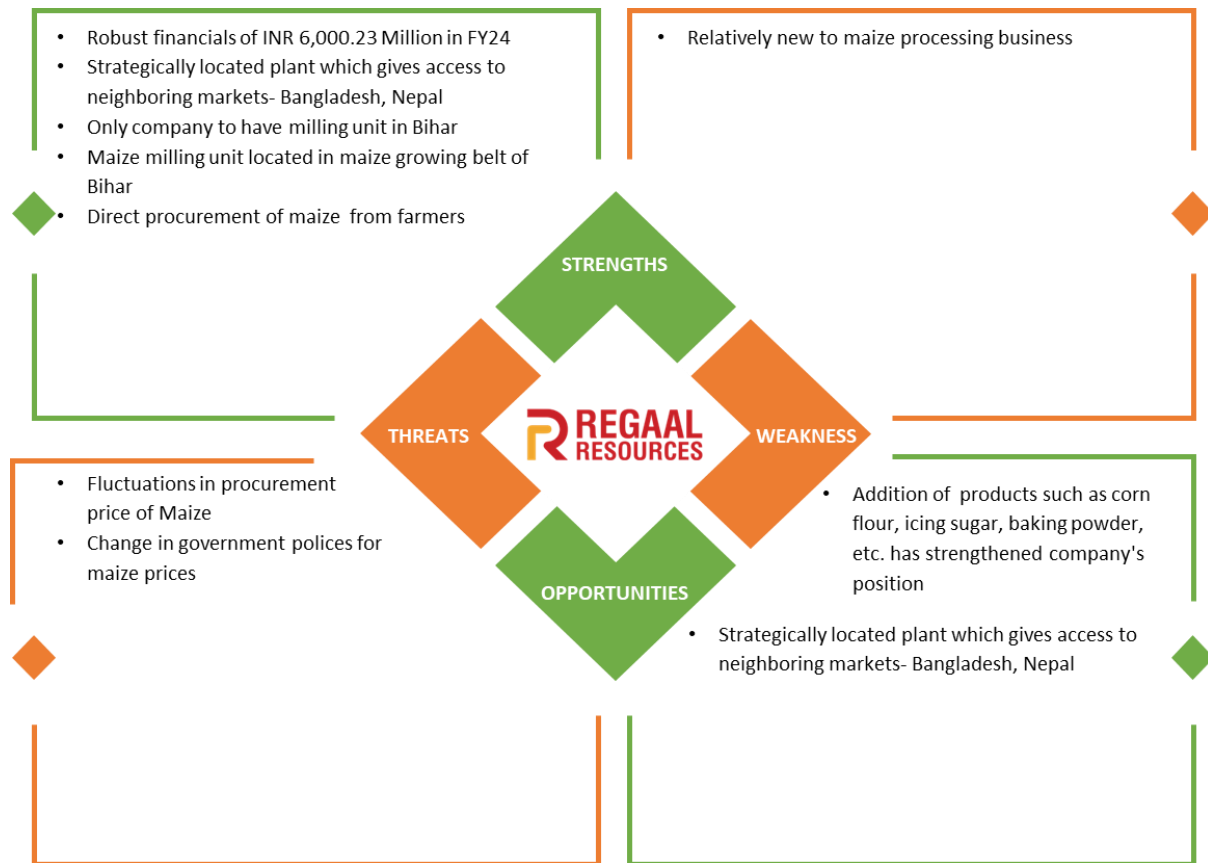 • Robust financials of INR 6,000.23 Million in FY24
• Strategically located plant which gives access to
neighboring markets- Bangladesh, Nepal
• Only company to have milling unit in Bihar
• Maize milling unit located in maize growing belt of
Bihar
• Direct procurement of maize from farmers
• Relatively new to maize processing business
STRENGTHS
THREATS
REGAAL
RESOURCES
WEAKNESS
OPPORTUNITIES
• Fluctuations in procurement
price of Maize
• Change in government polices for
maize prices
• Addition of products such as corn
flour, icing sugar, baking powder,
etc. has strengthened company's
position
• Strategically located plant which gives access to
neighboring markets- Bangladesh, Nepal